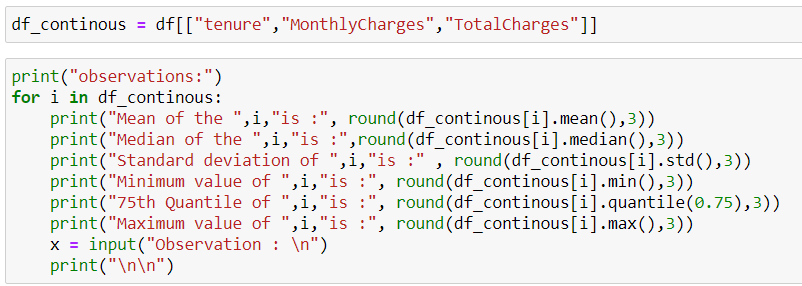 df_continous = df[["tenure","MonthlyCharges","TotalCharges"]]
print("observations:")
for i in df_continous:
    print("Mean of the ",i,"is :", round(df_continous[i].mean(),3))
    print("Median of the ",i,"is :",round(df_continous[i].median(),3))
    print("Standard deviation of ",i,"is :" , round(df_continous[i].std(),3))
    print("Minimum value of ",i,"is :", round(df_continous[i].min(),3))
    print("75th Quantile of ",i,"is :", round(df_continous[i].quantile(0.75),3))
    print("Maximum value of ",i,"is :", round(df_continous[i].max(),3))
    x = input("Observation : \n")
    print("\n\n")